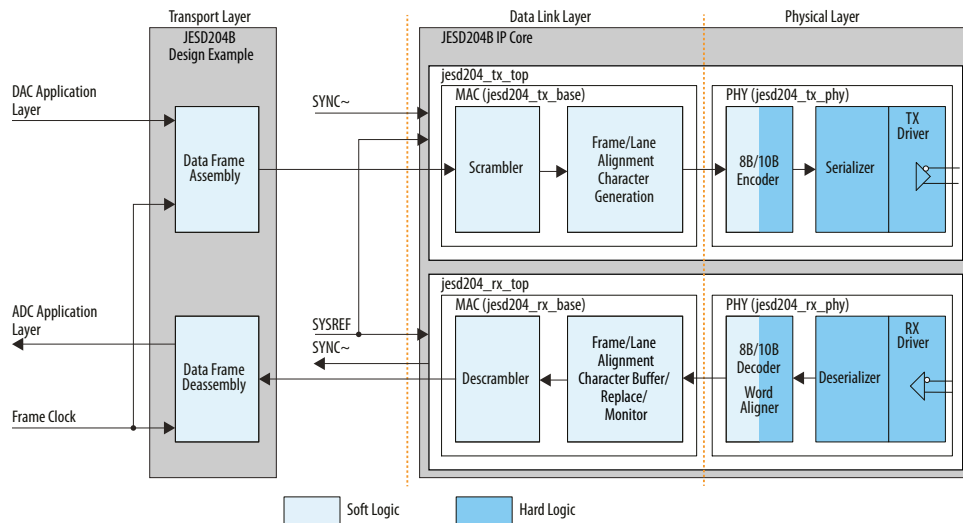 Transport Layer
Data Link Layer
Physical Layer
JESD204B
Design Example
JESD204B IP Core
jesd204_tx_top
MAC (jesd204_tx_base)
PHY (jesd204_tx_phy)
DAC Application
Layer
SYNC~
Data Frame
Assembly
Scrambler
Frame/Lane
Alignment
Character
Generation
8B/10B
Encoder
Serializer
TX
Driver
jesd204_rx_top
MAC (jesd204_rx_base)
PHY (jesd204_rx_phy)
ADC Application
Layer
SYSREF
SYNC~
Data Frame
Deassembly
Descrambler
Frame/Lane
Alignment
Character Buffer/
Replace/
Monitor
8B/10B
Decoder
Word
Aligner
Deserializer
RX
Driver
Frame Clock
Soft Logic
Hard Logic